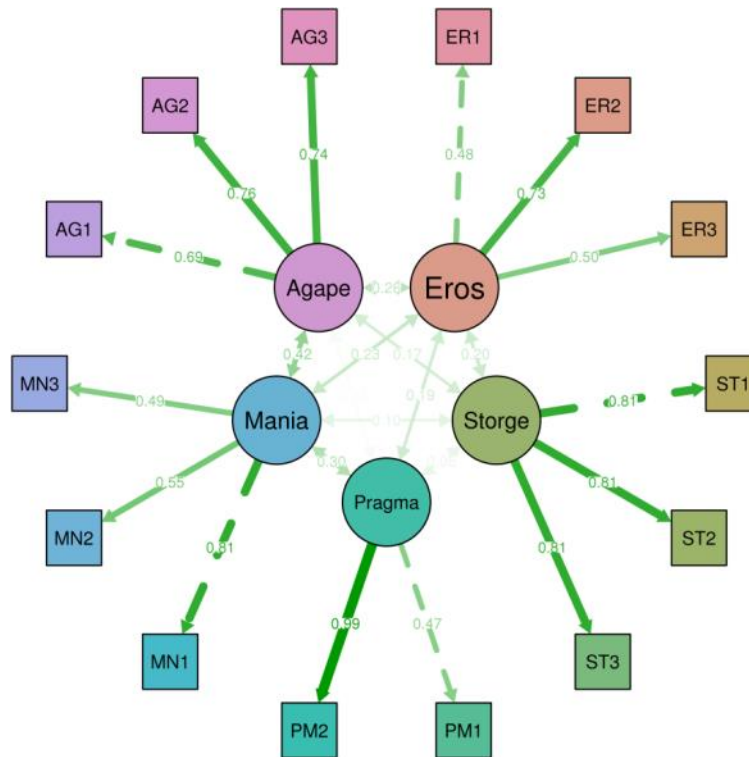 AG3
ER1
AG2
ER2
0.74
0.48
0.76
0.73
AG1
ER3
0.69
0.50
Agape
0.26
Eros
0.42
0.23
0.17
0.20
MN3
ST1
0.49
0.19
0.81
Mania
0.10
Storge
0.30
0.55
0.81
Pragma
MN2
ST2
0.81
0.81
0.99
0.47
MN1
ST3
PM2
PM1